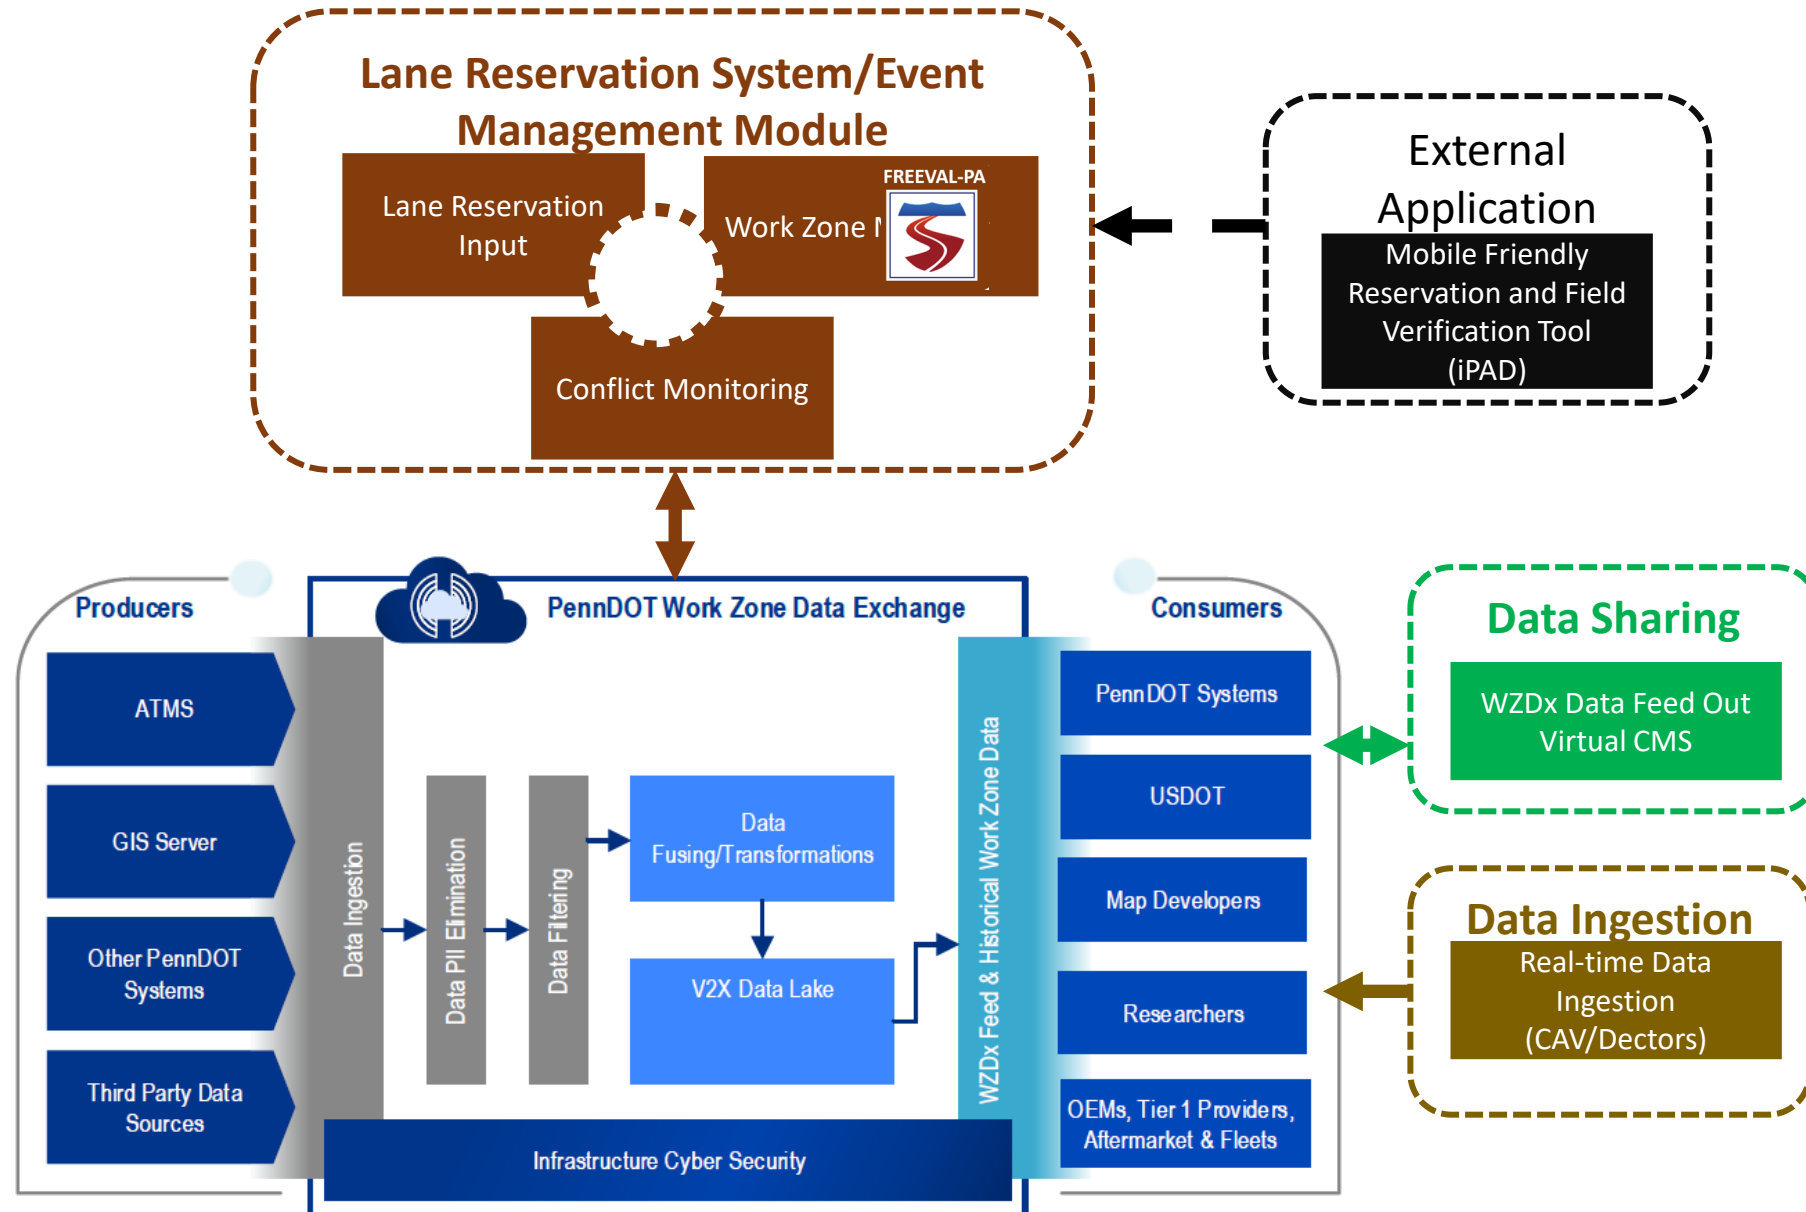 Lane Reservation System/Event
Management Module
Lane Reservation
Input
FREEVAL-PA
Work Zone
Conflict Monitoring
External
Application
Mobile Friendly
Reservation and Field
Verification Tool
(iPAD)
Producers
ATMS
GIS Server
Other PennDOT
Systems
Third Party Data
Sources
PennDOT Work Zone Data Exchange
Data Ingestion
Data PII Elimination
Data Filtering
Data
Fusing/Transformations
V2X Data Lake
WZDx Feed & Historical Work Zone Data
Infrastructure Cyber Security
Consumers
PennDOT Systems
USDOT
Map Developers
Researchers
OEMs, Tier 1 Providers,
Aftermarket & Fleets
Data Sharing
WZDx Data Feed Out
Virtual CMS
Data Ingestion
Real-time Data
Ingestion
(CAV/Dectors)